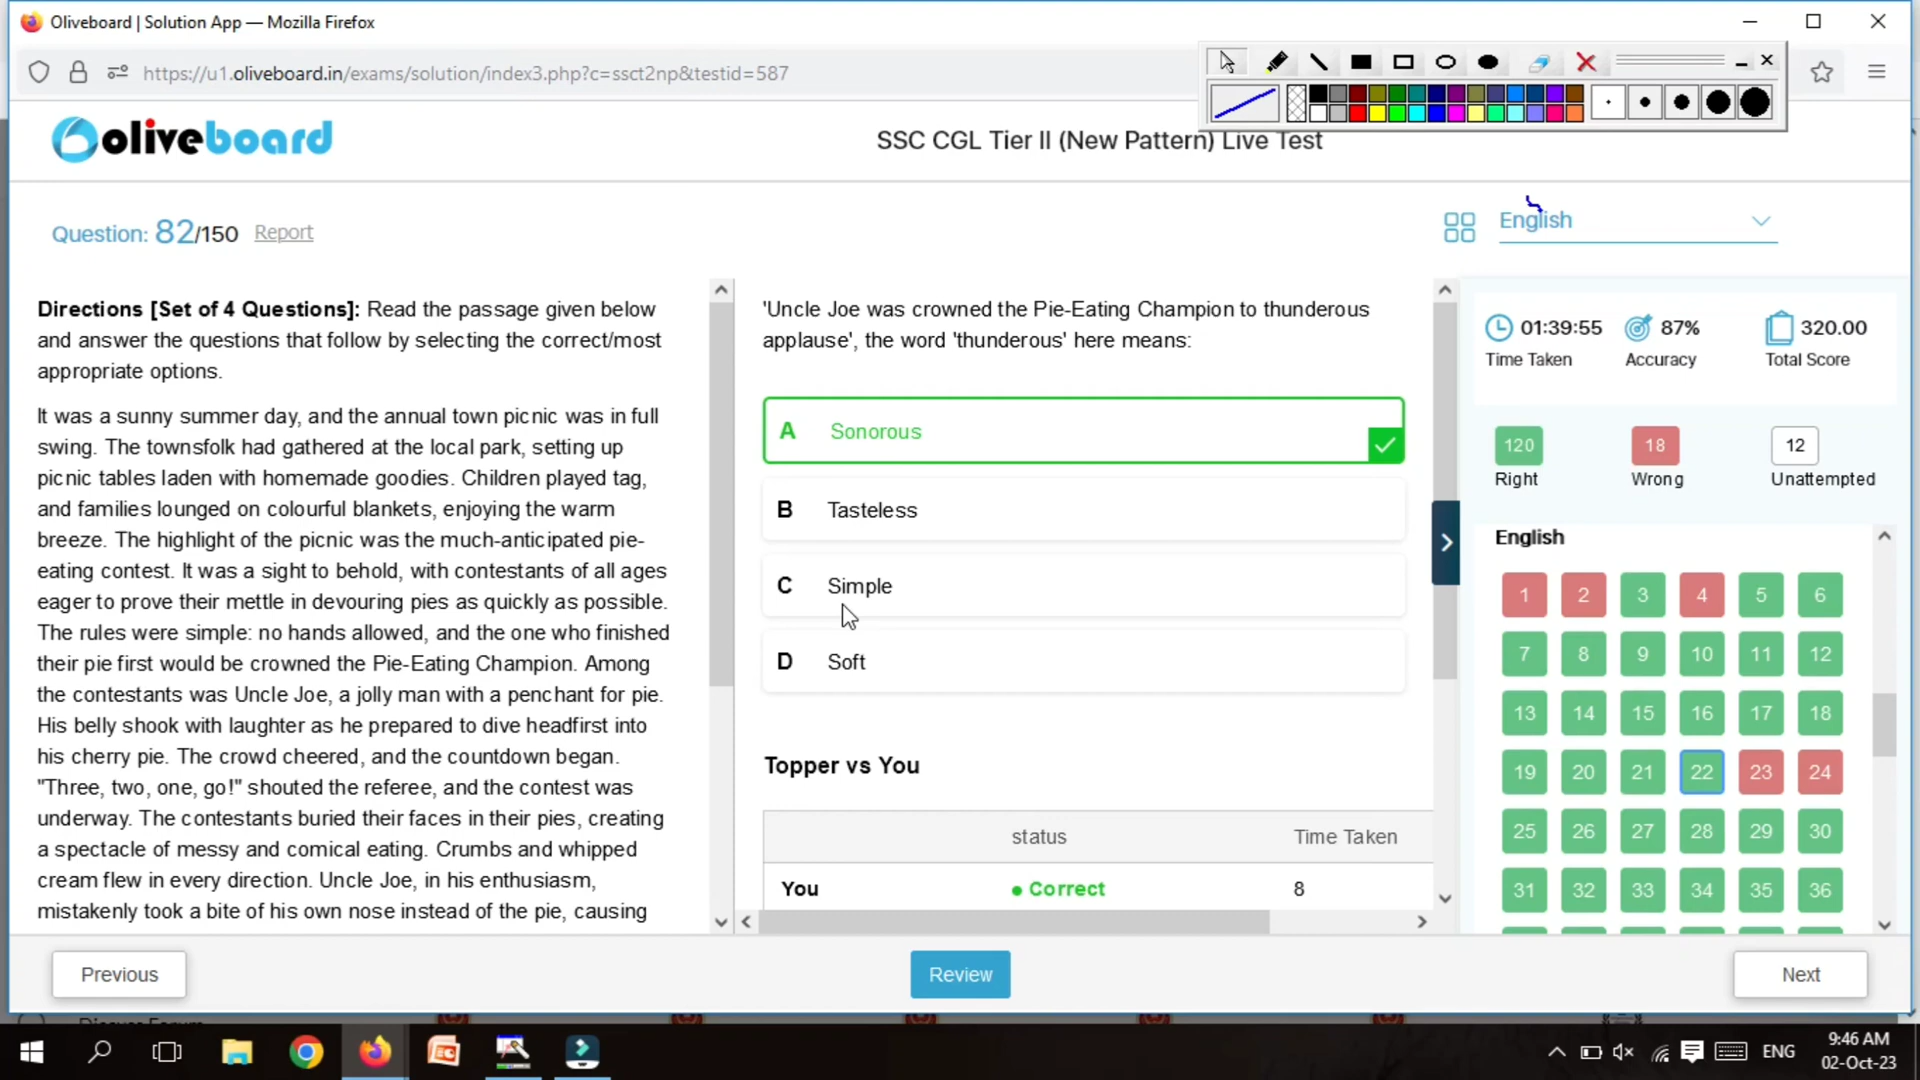 Oliveboard | Solution App — Mozilla Firefox
https://u1.oliveboard.in/exams/solution/index3.php?c=ssct2np&testid=587
oliveboard
SSC CGL Tier II (New Pattern) Live Test
Question: 82/150 Report
English
Directions [Set of 4 Questions]: Read the passage given below
and answer the questions that follow by selecting the correct/most
appropriate options.
It was a sunny summer day, and the annual town picnic was in full
swing. The townsfolk had gathered at the local park, setting up
picnic tables laden with homemade goodies. Children played tag,
and families lounged on colourful blankets, enjoying the warm
breeze. The highlight of the picnic was the much-anticipated pie-
eating contest. It was a sight to behold, with contestants of all ages
eager to prove their mettle in devouring pies as quickly as possible.
The rules were simple: no hands allowed, and the one who finished
their pie first would be crowned the Pie-Eating Champion. Among
the contestants was Uncle Joe, a jolly man with a penchant for pie.
His belly shook with laughter as he prepared to dive headfirst into
his cherry pie. The crowd cheered, and the countdown began.
"Three, two, one, go!" shouted the referee, and the contest was
underway. The contestants buried their faces in their pies, creating
a spectacle of messy and comical eating. Crumbs and whipped
cream flew in every direction. Uncle Joe, in his enthusiasm,
mistakenly took a bite of his own nose instead of the pie, causing
'Uncle Joe was crowned the Pie-Eating Champion to thunderous
applause', the word 'thunderous' here means:
A Sonorous
B Tasteless
C Simple
D Soft
Topper vs You
status Time Taken
You Correct 8
01:39:55 87% 320.00
Time Taken Accuracy Total Score
120 18 12
Right Wrong Unattempted
English
1 2 3 4 5 6
7 8 9 10 11 12
13 14 15 16 17 18
19 20 21 22 23 24
25 26 27 28 29 30
31 32 33 34 35 36
Previous Review Next
ENG
9:46 AM
02-Oct-23